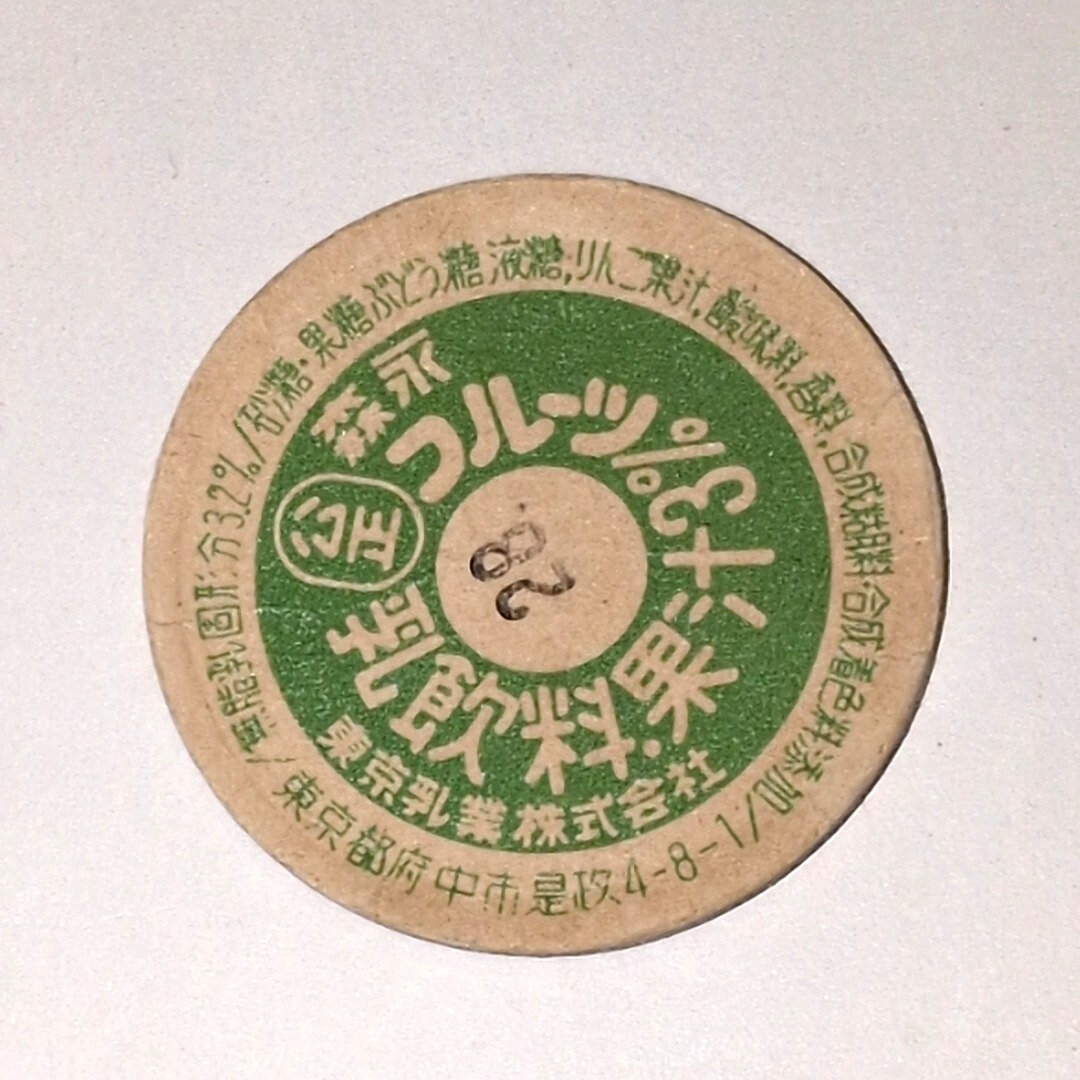 森永
フルーツ
公正
乳飲料・果汁3%
東京乳業株式会社
28
無脂乳固形分3.2%/砂糖・果糖ぶどう糖液糖,りんご果汁,酸味料,香料,合成糊料・合成着色料添加/
東京都府中市是政4-8-1/